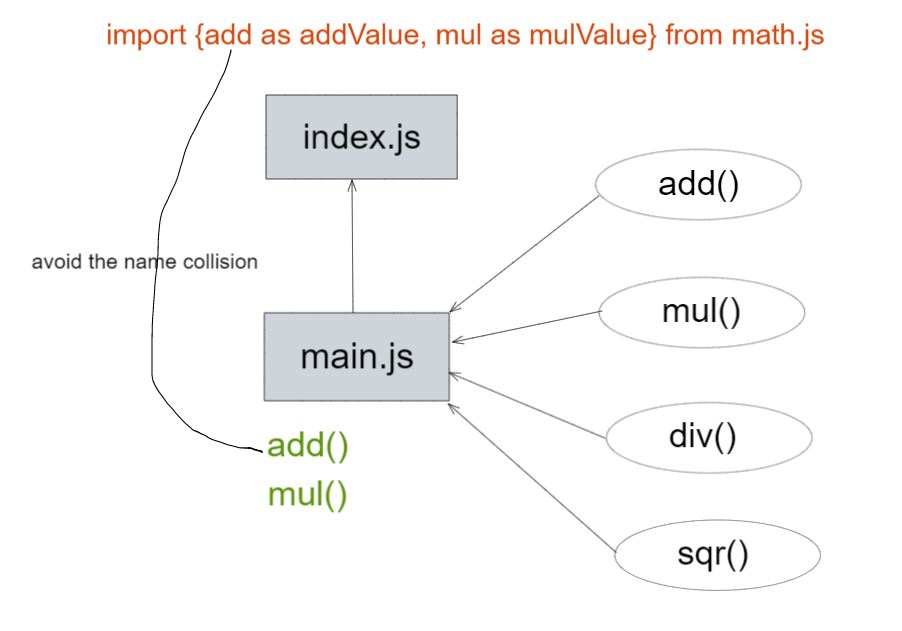 import {add as addValue, mul as mulValue} from math.js
index.js
add()
avoid the name collision
mul()
main.js
div()
add()
mul()
sqr()